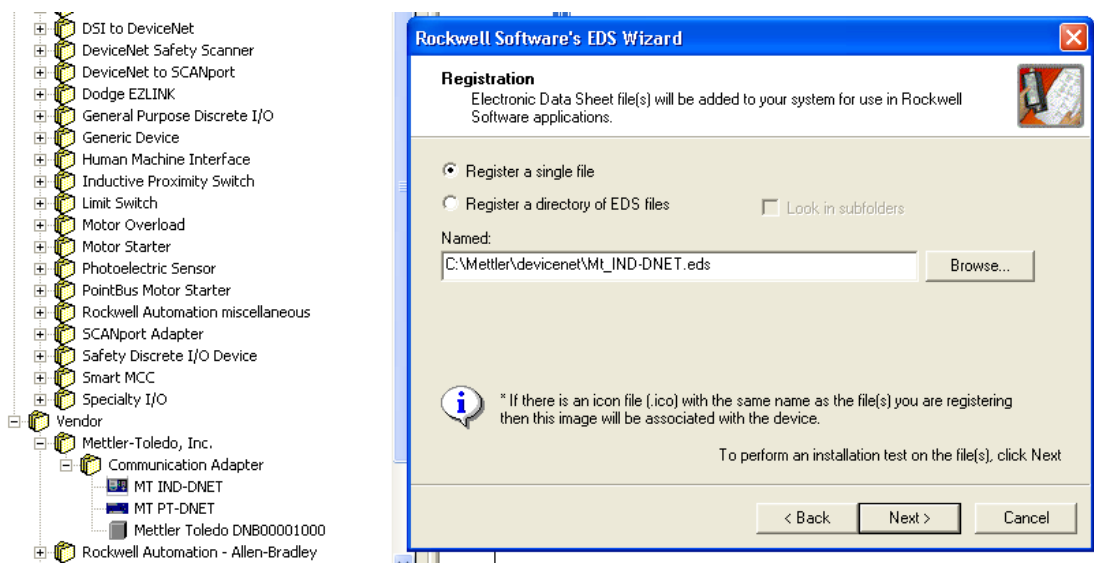 DSI to DeviceNet
DeviceNet Safety Scanner
DeviceNet to SCANport
Dodge EZLINK
General Purpose Discrete I/O
Generic Device
Human Machine Interface
Inductive Proximity Switch
Limit Switch
Motor Overload
Motor Starter
Photoelectric Sensor
PointBus Motor Starter
Rockwell Automation miscellaneous
SCANport Adapter
Safety Discrete I/O Device
Smart MCC
Specialty I/O
Vendor
Mettler-Toledo, Inc.
Communication Adapter
MT IND-DNET
MT PT-DNET
Mettler Toledo DNB00001000
Rockwell Automation - Allen-Bradley
Rockwell Software's EDS Wizard
Registration
Electronic Data Sheet file(s) will be added to your system for use in Rockwell
Software applications.
Register a single file
Register a directory of EDS files
Look in subfolders
Named:
C:\Mettler\devicenet\Mt_IND-DNET.eds
Browse...
* If there is an icon file (.ico) with the same name as the file(s) you are registering
then this image will be associated with the device.
To perform an installation test on the file(s), click Next
< Back
Next >
Cancel